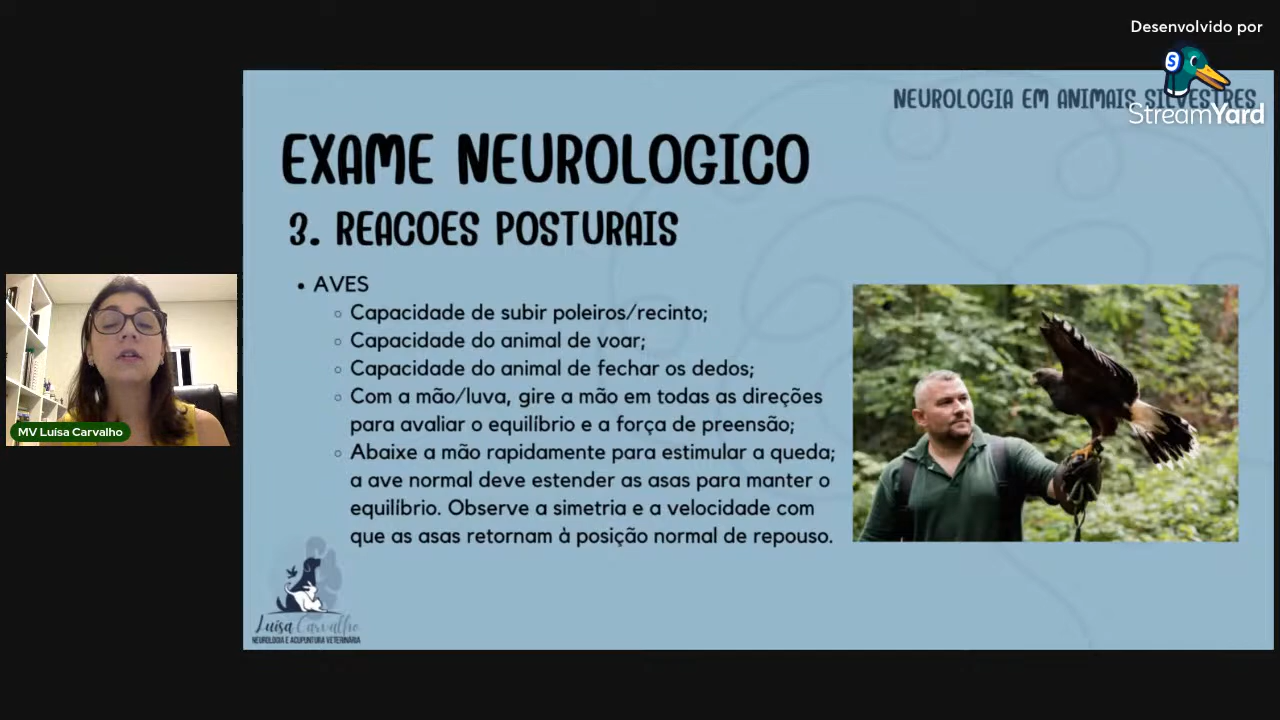 Desenvolvido por
StreamYard
NEUROLOGIA EM ANIMAIS SILVESTRES
EXAME NEUROLOGICO
3. REACOES POSTURAIS
AVES
Capacidade de subir poleiros/recinto;
Capacidade do animal de voar;
Capacidade do animal de fechar os dedos;
Com a mão/luva, gire a mão em todas as direções
para avaliar o equilíbrio e a força de preensão;
Abaixe a mão rapidamente para estimular a queda;
a ave normal deve estender as asas para manter o
equilíbrio. Observe a simetria e a velocidade com
que as asas retornam à posição normal de repouso.
MV Luísa Carvalho
Luísa Carvalho
NEUROLOGIA E ACUPUNTURA VETERINÁRIA